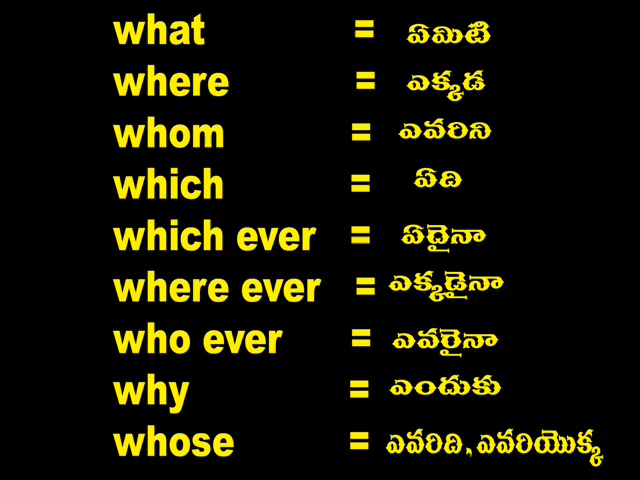 what = ఏమిటి
where = ఎక్కడ
whom = ఎవరిని
which = ఏది
which ever = ఏదైనా
where ever = ఎక్కడైనా
who ever = ఎవరైనా
why = ఎందుకు
whose = ఎవరిది, ఎవరియొక్క